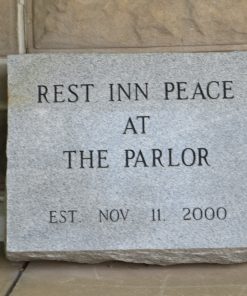 REST INN PEACE
AT
THE PARLOR
EST. NOV. 11, 2000